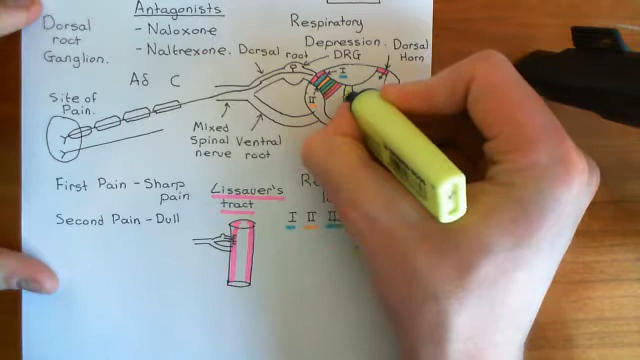 Antagonists
- Naloxone
- Naltrexone.
Dorsal
root
Ganglion.
Respiratory
Depression.
Dorsal root
DRG
Dorsal
Horn
Aδ C
I
II
Site of
Pain.
Mixed
Spinal
nerve
Ventral
root
First Pain - Sharp
pain
Second Pain - Dull
Lissauer's
tract
I II